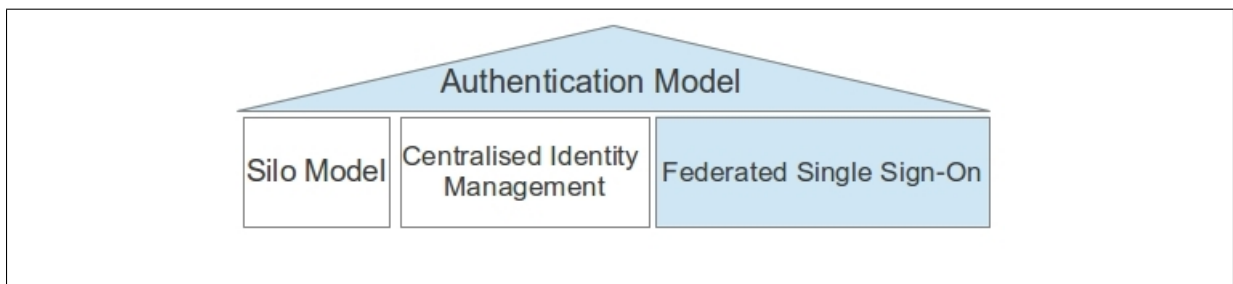 Authentication Model
Silo Model
Centralised Identity
Management
Federated Single Sign-On